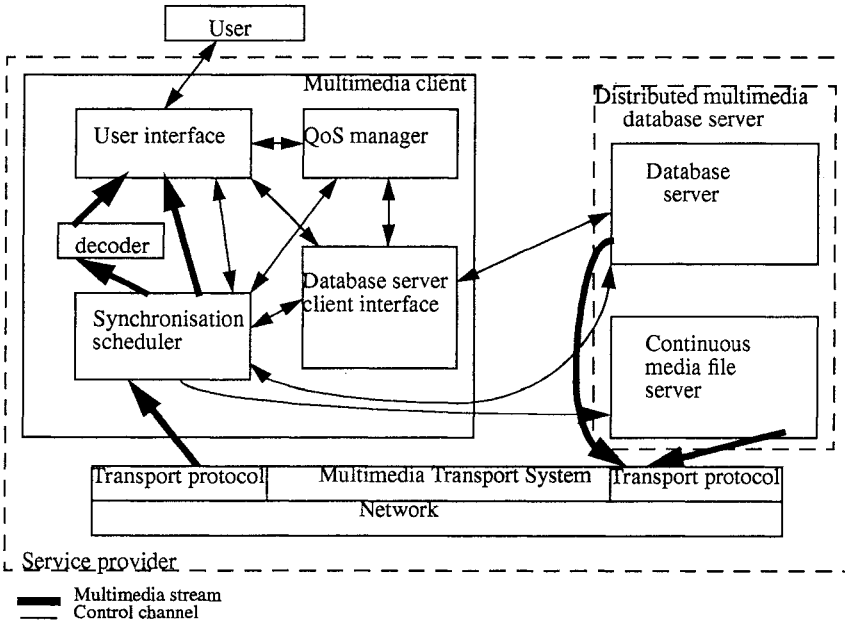 User
Multimedia client
User interface
QoS manager
decoder
Synchronisation
scheduler
Database server
client interface
Distributed multimedia
database server
Database
server
Continuous
media file
server
Transport protocol
Multimedia Transport System
Transport protocol
Network
Service provider
Multimedia stream
Control channel